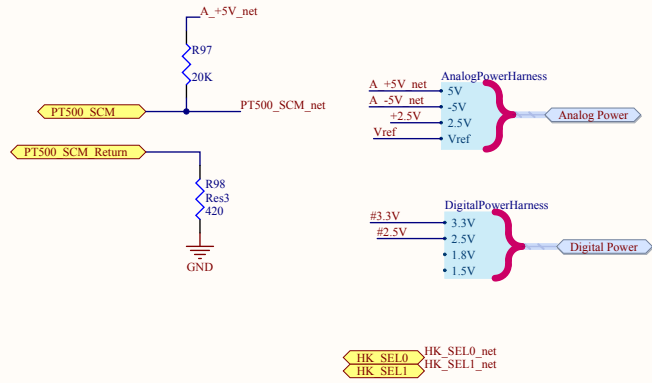 A_+5V_net
R97
20K
PT500_SCM
PT500_SCM_net
PT500_SCM_Return
R98
Res3
420
GND
AnalogPowerHarness
A_+5V_net
5V
A_-5V_net
-5V
+2.5V
2.5V
Vref
Vref
Analog Power
DigitalPowerHarness
#3.3V
3.3V
#2.5V
2.5V
1.8V
1.5V
Digital Power
HK_SEL0
HK_SEL0_net
HK_SEL1
HK_SEL1_net